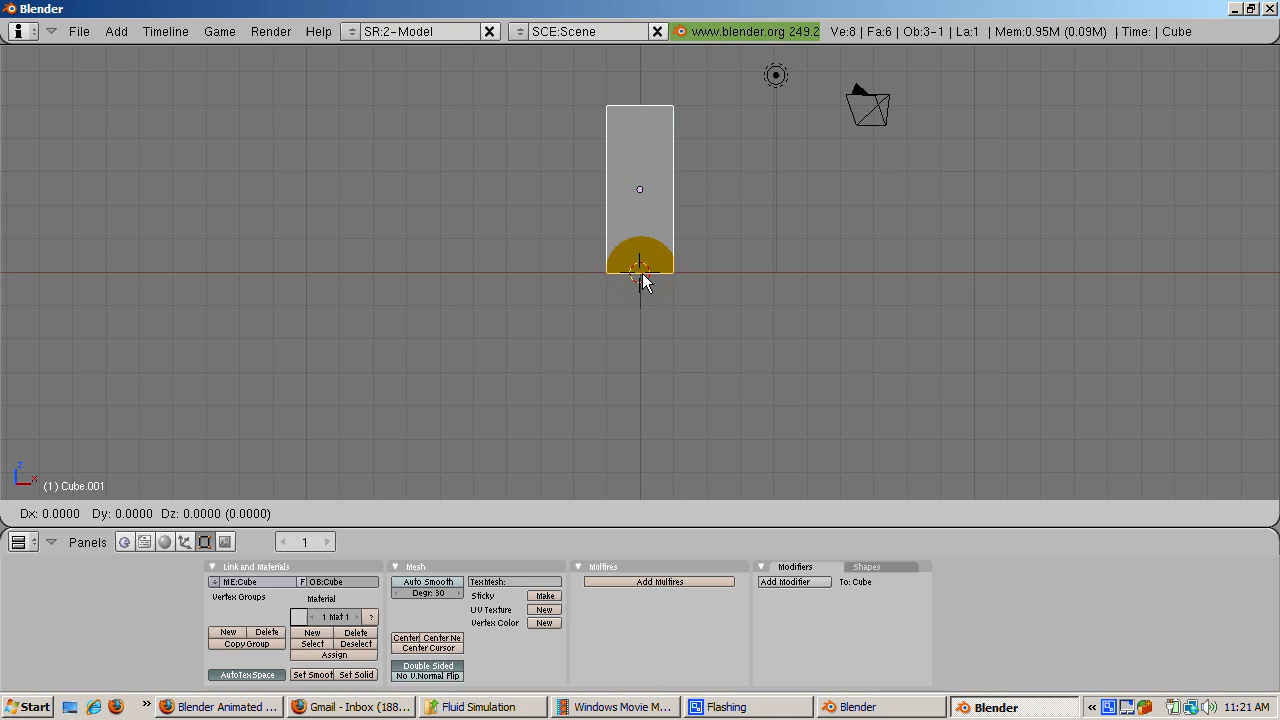 Blender
File Add Timeline Game Render Help SR:2-Model SCE:Scene www.blender.org 249.2 Ve:8 | Fa:6 | Ob:3-1 | La:1 | Mem:0.95M (0.09M) | Time: | Cube
z
x
(1) Cube.001
Dx: 0.0000 Dy: 0.0000 Dz: 0.0000 (0.0000)
Panels 1
Link and Materials Mesh Multires Modifiers Shapes
ME:Cube F OB:Cube Auto Smooth TexMesh: Add Multires Add Modifier To: Cube
Degr: 30
Vertex Groups Material Sticky Make
1 Mat 1 ? UV Texture New
Vertex Color New
New Delete New Delete
Center Center Ne
Copy Group Select Deselect Center Cursor
Assign
Double Sided
AutoTexSpace Set Smoot Set Solid No V.Normal Flip
Start » Blender Animated ... Gmail - Inbox (188... Fluid Simulation Windows Movie M... Flashing Blender Blender « 11:21 AM